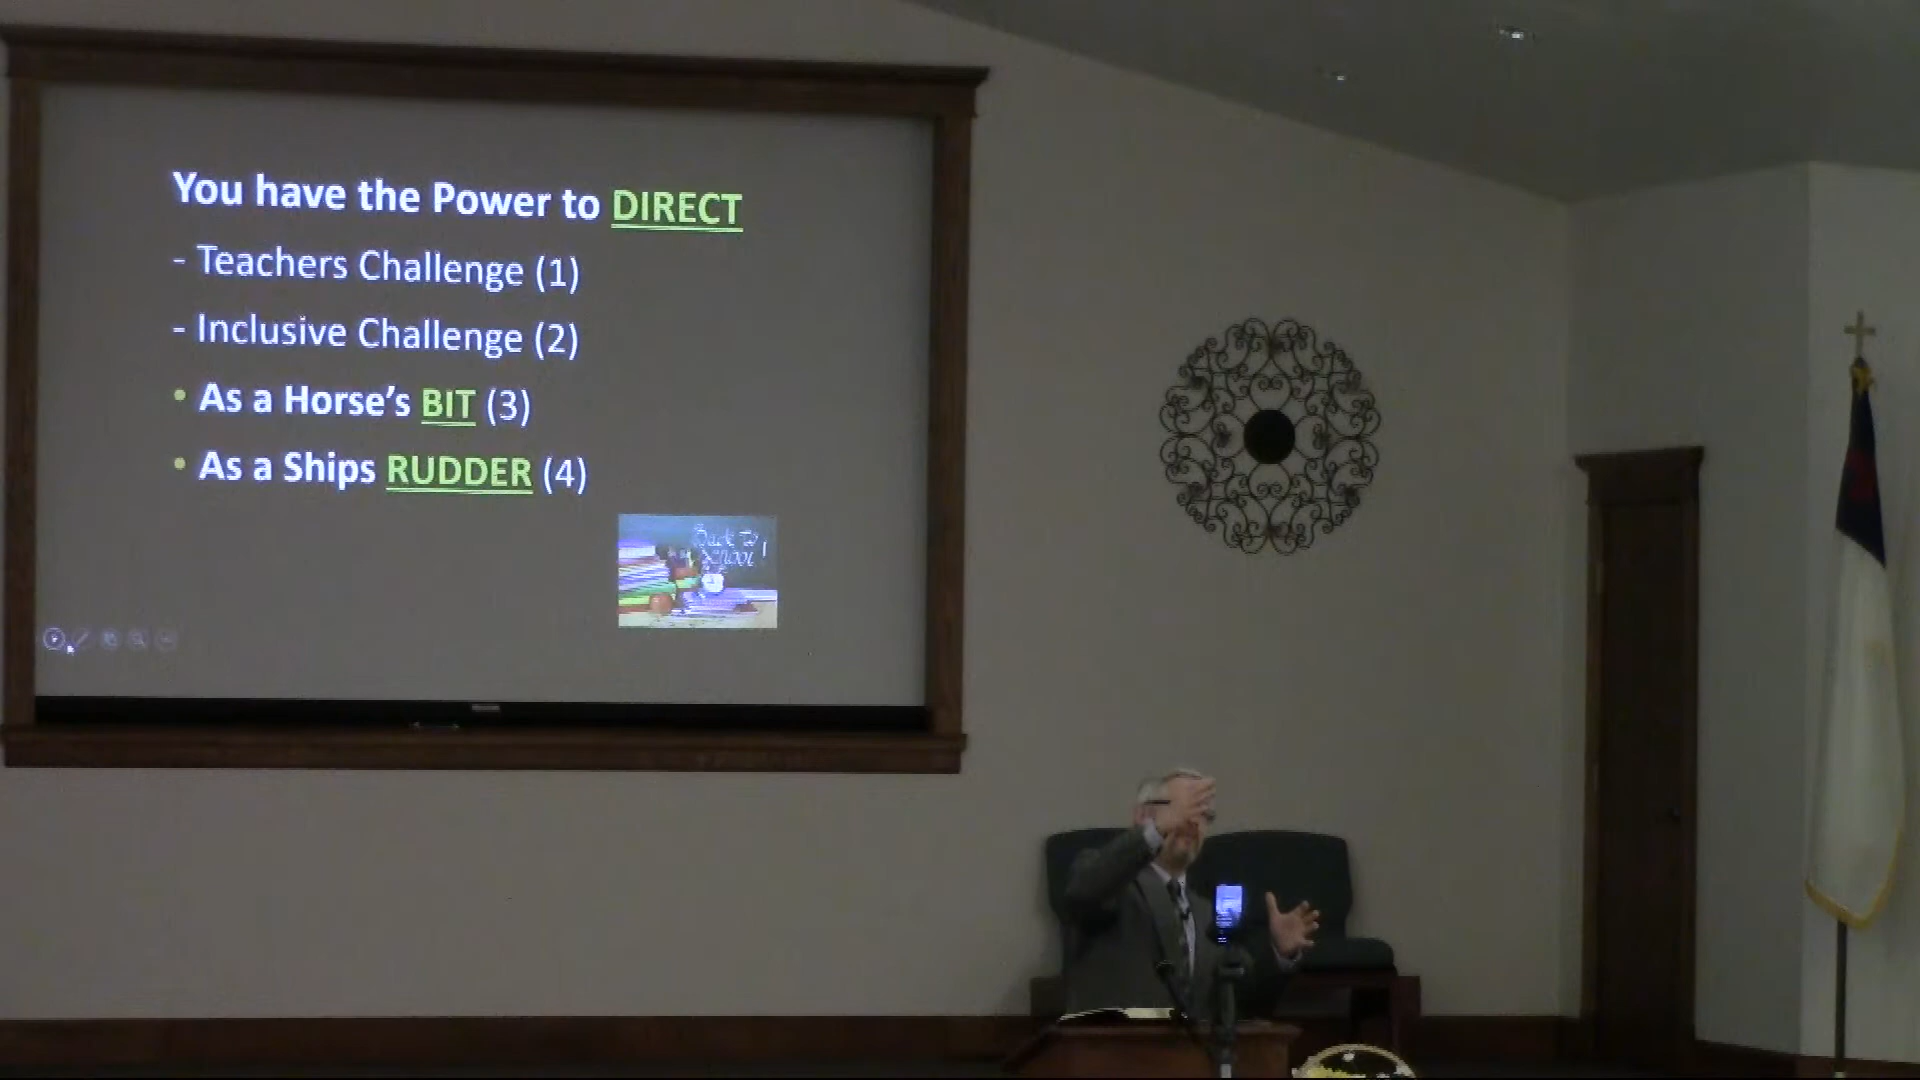 You have the Power to DIRECT
- Teachers Challenge (1)
- Inclusive Challenge (2)
• As a Horse's BIT (3)
• As a Ships RUDDER (4)
Back to
School